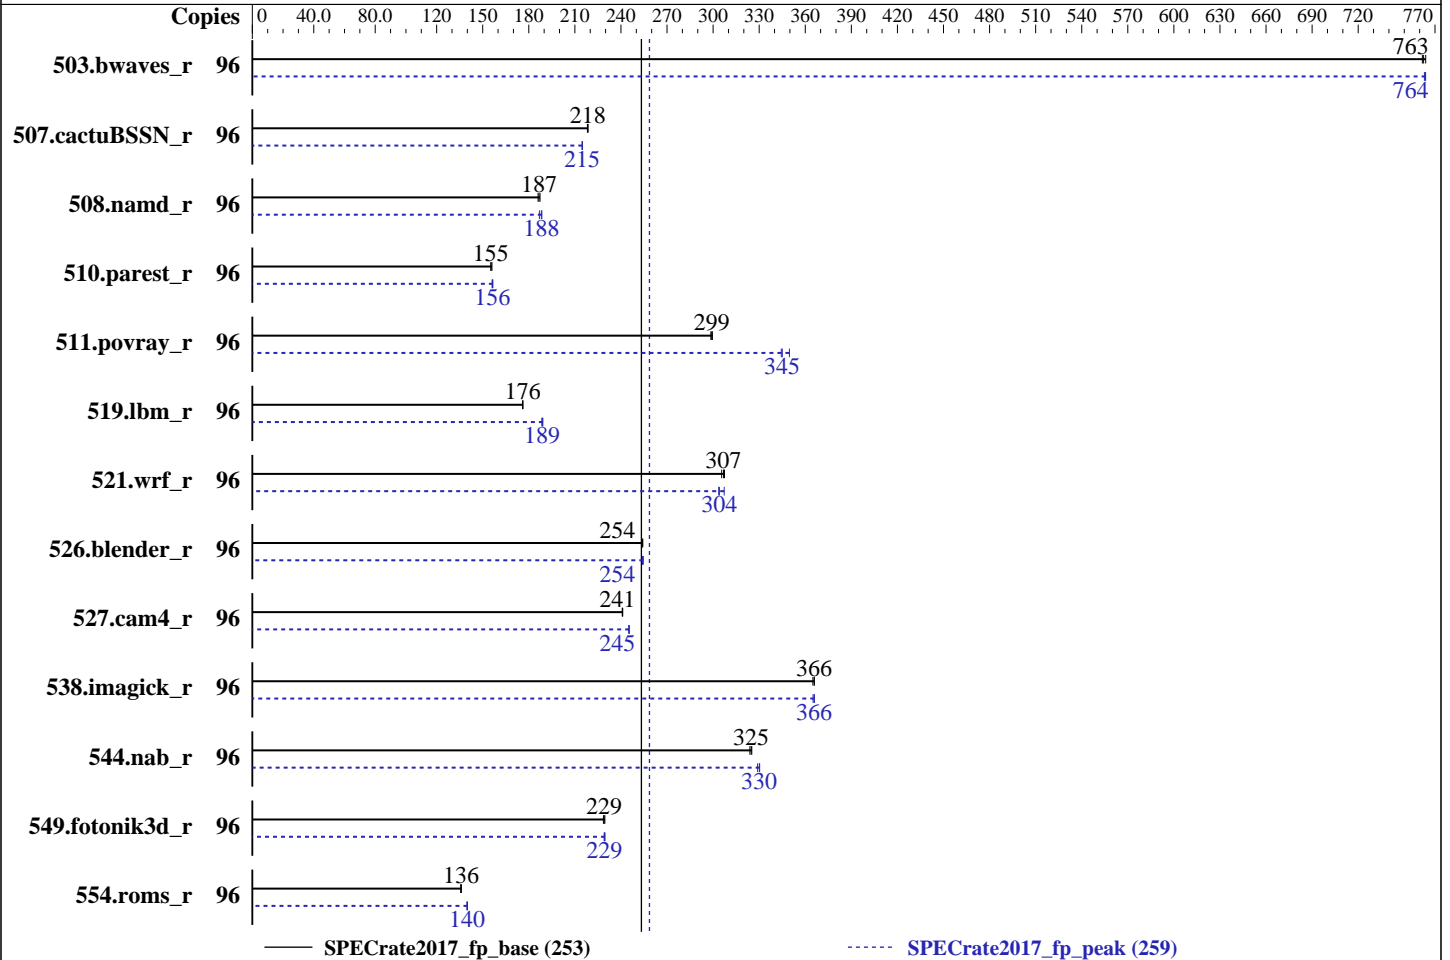 Copies 0 40.0 80.0 120 150 180 210 240 270 300 330 360 390 420 450 480 510 540 570 600 630 660 690 720 770
763
503.bwaves_r 96
764
218
507.cactuBSSN_r 96
215
187
508.namd_r 96
188
155
510.parest_r 96
156
299
511.povray_r 96
345
176
519.lbm_r 96
189
307
521.wrf_r 96
304
254
526.blender_r 96
254
241
527.cam4_r 96
245
366
538.imagick_r 96
366
325
544.nab_r 96
330
229
549.fotonik3d_r 96
229
136
554.roms_r 96
140
SPECrate2017_fp_base (253) SPECrate2017_fp_peak (259)